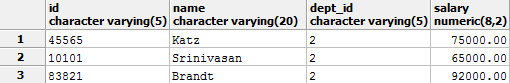 id name dept_id salary
character varying(5) character varying(20) character varying(5) numeric(8,2)
1 45565 Katz 2 75000.00
2 10101 Srinivasan 2 65000.00
3 83821 Brandt 2 92000.00